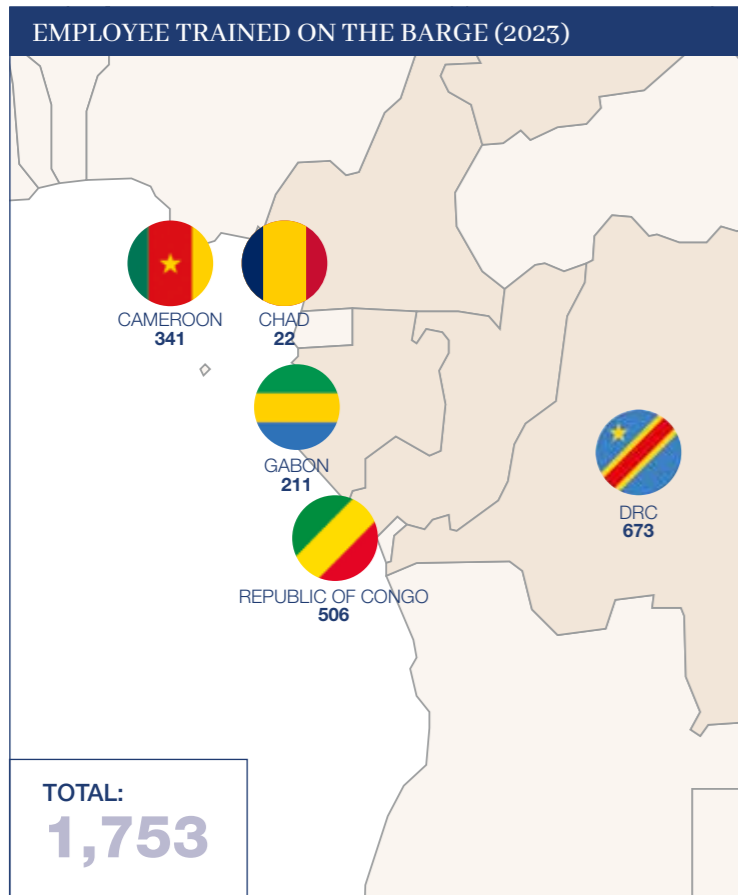 EMPLOYEE TRAINED ON THE BARGE (2023)
CAMEROON
341
CHAD
22
GABON
211
DRC
673
REPUBLIC OF CONGO
506
TOTAL:
1,753